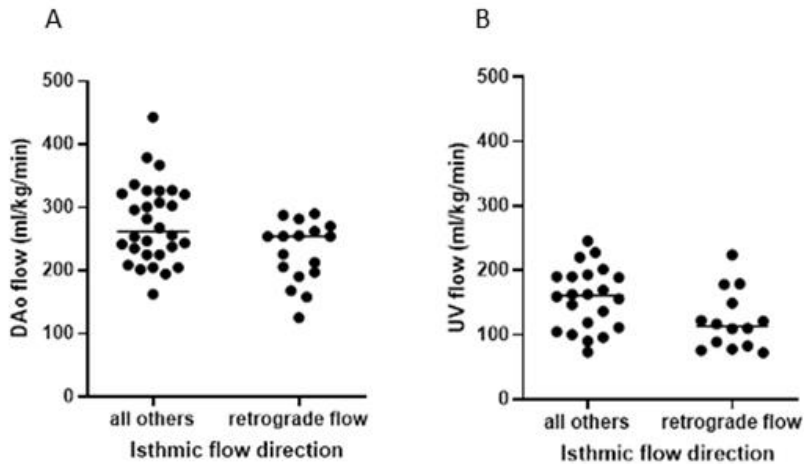 A
DAo flow (ml/kg/min)
500
400
300
200
100
0
all others
retrograde flow
Isthmic flow direction
B
UV flow (ml/kg/min)
500
400
300
200
100
0
all others
retrograde flow
Isthmic flow direction